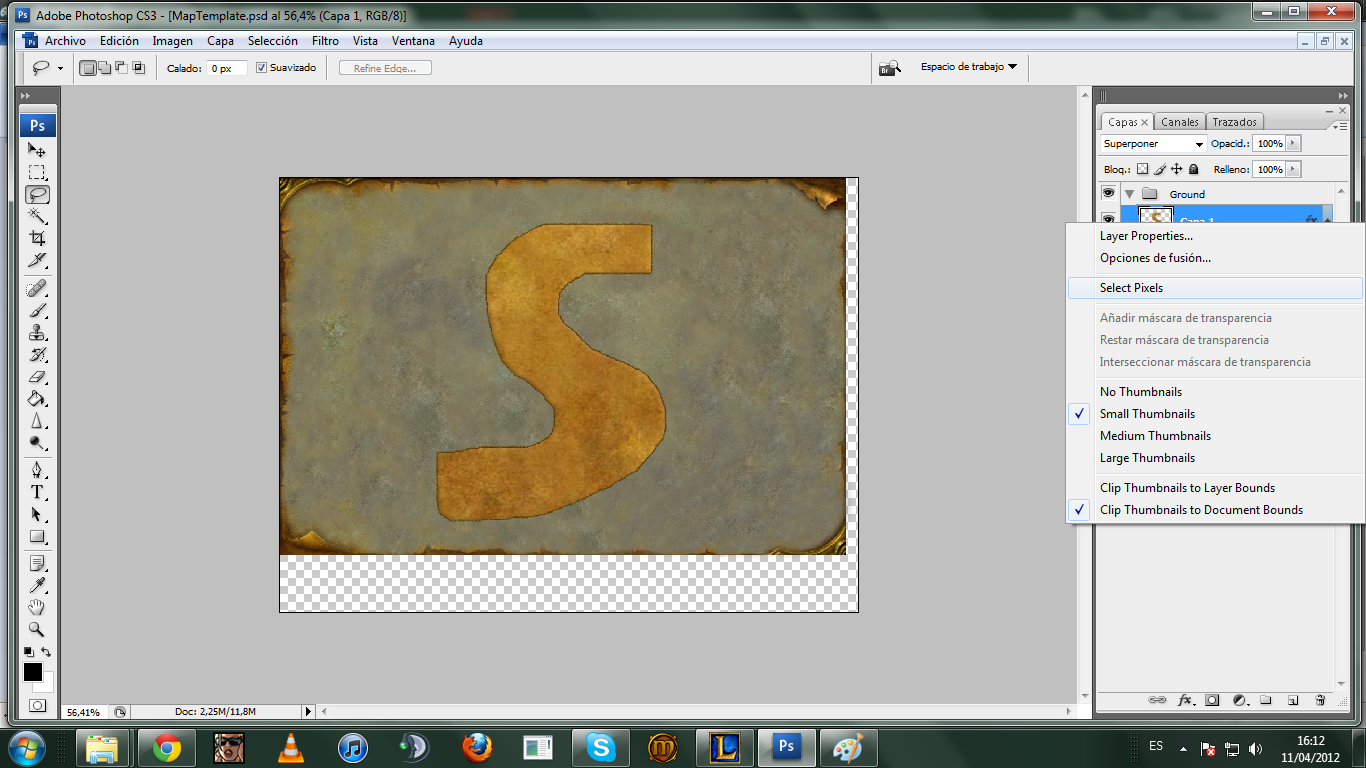 Adobe Photoshop CS3 - [MapTemplate.psd al 56,4% (Capa 1, RGB/8)]
Archivo Edición Imagen Capa Selección Filtro Vista Ventana Ayuda
Calado: 0 px Suavizado Refine Edge... Br Espacio de trabajo
Ps
Capas Canales Trazados
Superponer Opacid.: 100%
Bloq.: Relleno: 100%
Ground
Capa 1 fx
S
Layer Properties...
Opciones de fusión...
Select Pixels
Añadir máscara de transparencia
Restar máscara de transparencia
Interseccionar máscara de transparencia
No Thumbnails
Small Thumbnails
Medium Thumbnails
Large Thumbnails
Clip Thumbnails to Layer Bounds
Clip Thumbnails to Document Bounds
56,41% Doc: 2,25M/11,8M
ES 16:12
11/04/2012